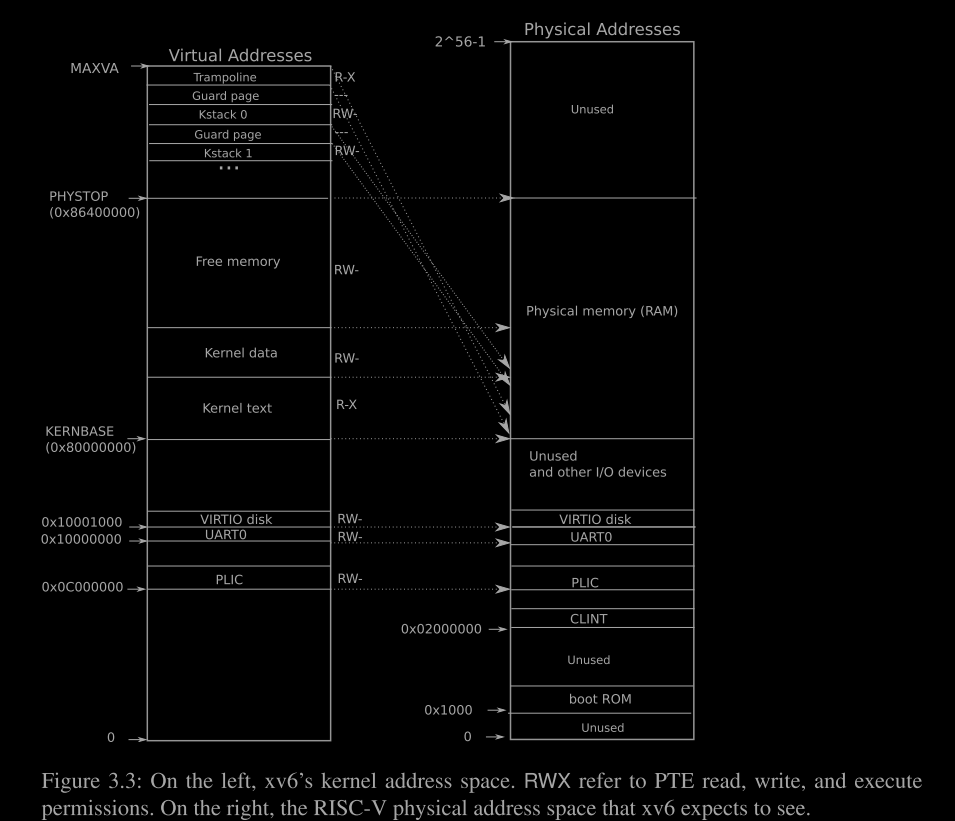 Physical Addresses
2^56-1
Virtual Addresses
MAXVA
Trampoline
R-X
Guard page
---
Unused
Kstack 0
RW-
Guard page
---
Kstack 1
RW-
...
PHYSTOP
(0x86400000)
Free memory
RW-
Physical memory (RAM)
Kernel data
RW-
Kernel text
R-X
KERNBASE
(0x80000000)
Unused
and other I/O devices
0x10001000
VIRTIO disk
RW-
VIRTIO disk
0x10000000
UART0
RW-
UART0
0x0C000000
PLIC
RW-
PLIC
CLINT
0x02000000
Unused
boot ROM
0x1000
Unused
0
0
Figure 3.3: On the left, xv6's kernel address space. RWX refer to PTE read, write, and execute
permissions. On the right, the RISC-V physical address space that xv6 expects to see.